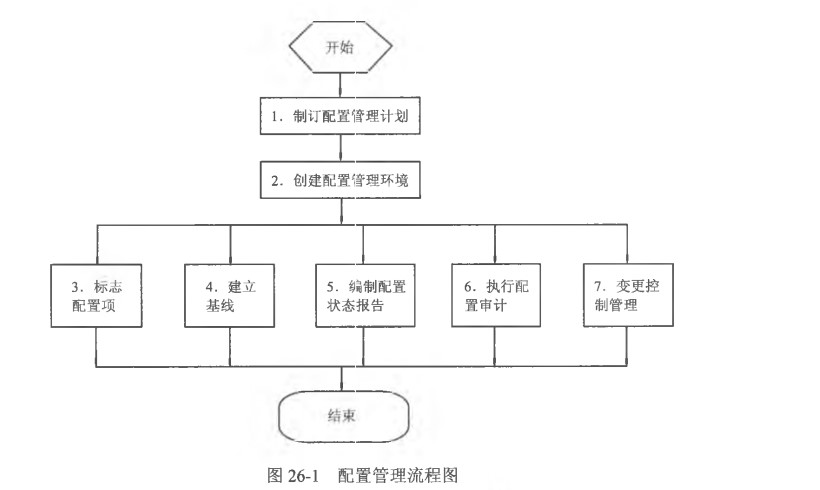 开始
1. 制订配置管理计划
2. 创建配置管理环境
3. 标志
配置项
4. 建立
基线
5. 编制配置
状态报告
6. 执行配
置审计
7. 变更控
制管理
结束
图 26-1 配置管理流程图